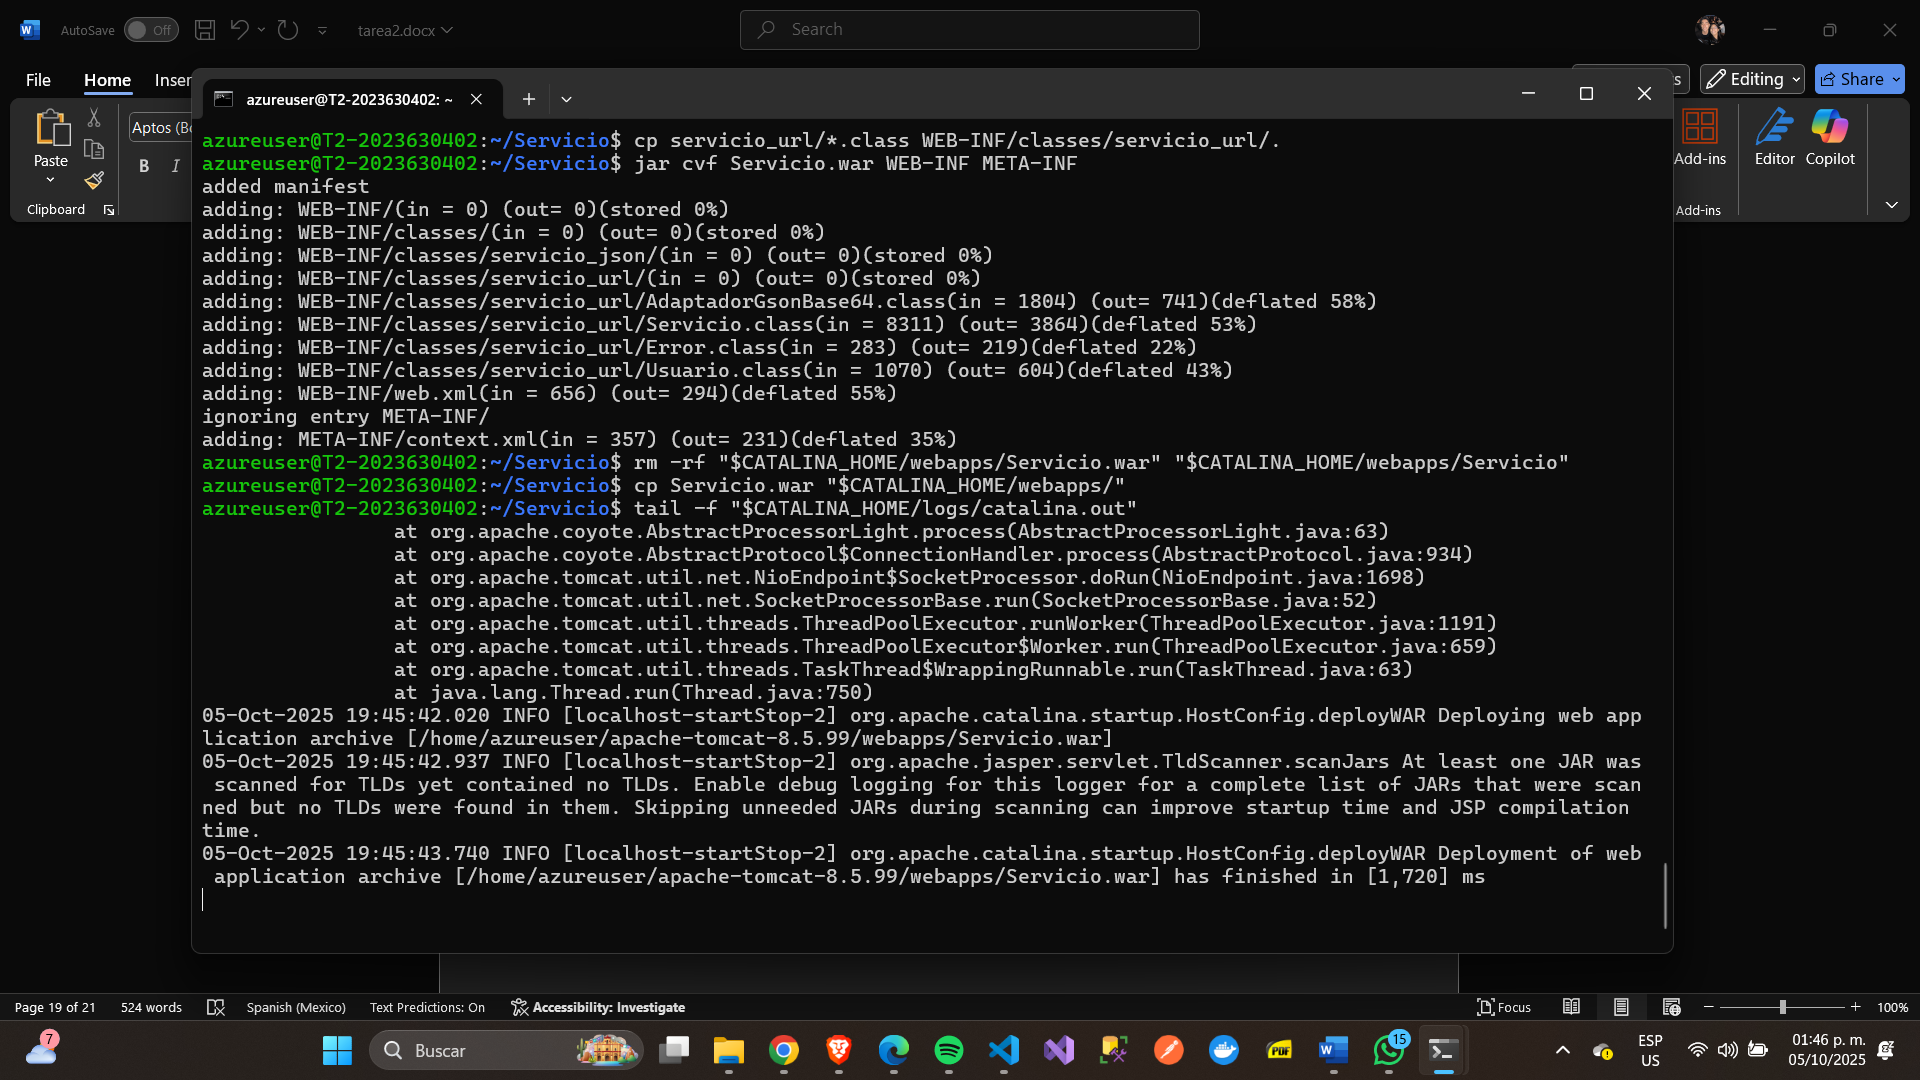 AutoSave Off tarea2.docx Search
File Home Inser s Editing Share
azureuser@T2-2023630402: ~
Paste
Clipboard
Aptos (Bo
B I
Add-ins Editor Copilot
Add-ins
azureuser@T2-2023630402:~/Servicio$ cp servicio_url/*.class WEB-INF/classes/servicio_url/.
azureuser@T2-2023630402:~/Servicio$ jar cvf Servicio.war WEB-INF META-INF
added manifest
adding: WEB-INF/(in = 0) (out= 0)(stored 0%)
adding: WEB-INF/classes/(in = 0) (out= 0)(stored 0%)
adding: WEB-INF/classes/servicio_json/(in = 0) (out= 0)(stored 0%)
adding: WEB-INF/classes/servicio_url/(in = 0) (out= 0)(stored 0%)
adding: WEB-INF/classes/servicio_url/AdaptadorGsonBase64.class(in = 1804) (out= 741)(deflated 58%)
adding: WEB-INF/classes/servicio_url/Servicio.class(in = 8311) (out= 3864)(deflated 53%)
adding: WEB-INF/classes/servicio_url/Error.class(in = 283) (out= 219)(deflated 22%)
adding: WEB-INF/classes/servicio_url/Usuario.class(in = 1070) (out= 604)(deflated 43%)
adding: WEB-INF/web.xml(in = 656) (out= 294)(deflated 55%)
ignoring entry META-INF/
adding: META-INF/context.xml(in = 357) (out= 231)(deflated 35%)
azureuser@T2-2023630402:~/Servicio$ rm -rf "$CATALINA_HOME/webapps/Servicio.war" "$CATALINA_HOME/webapps/Servicio"
azureuser@T2-2023630402:~/Servicio$ cp Servicio.war "$CATALINA_HOME/webapps/"
azureuser@T2-2023630402:~/Servicio$ tail -f "$CATALINA_HOME/logs/catalina.out"
at org.apache.coyote.AbstractProcessorLight.process(AbstractProcessorLight.java:63)
at org.apache.coyote.AbstractProtocol$ConnectionHandler.process(AbstractProtocol.java:934)
at org.apache.tomcat.util.net.NioEndpoint$SocketProcessor.doRun(NioEndpoint.java:1698)
at org.apache.tomcat.util.net.SocketProcessorBase.run(SocketProcessorBase.java:52)
at org.apache.tomcat.util.threads.ThreadPoolExecutor.runWorker(ThreadPoolExecutor.java:1191)
at org.apache.tomcat.util.threads.ThreadPoolExecutor$Worker.run(ThreadPoolExecutor.java:659)
at org.apache.tomcat.util.threads.TaskThread$WrappingRunnable.run(TaskThread.java:63)
at java.lang.Thread.run(Thread.java:750)
05-Oct-2025 19:45:42.020 INFO [localhost-startStop-2] org.apache.catalina.startup.HostConfig.deployWAR Deploying web app
lication archive [/home/azureuser/apache-tomcat-8.5.99/webapps/Servicio.war]
05-Oct-2025 19:45:42.937 INFO [localhost-startStop-2] org.apache.jasper.servlet.TldScanner.scanJars At least one JAR was
 scanned for TLDs yet contained no TLDs. Enable debug logging for this logger for a complete list of JARs that were scan
ned but no TLDs were found in them. Skipping unneeded JARs during scanning can improve startup time and JSP compilation
time.
05-Oct-2025 19:45:43.740 INFO [localhost-startStop-2] org.apache.catalina.startup.HostConfig.deployWAR Deployment of web
 application archive [/home/azureuser/apache-tomcat-8.5.99/webapps/Servicio.war] has finished in [1,720] ms
Page 19 of 21 524 words Spanish (Mexico) Text Predictions: On Accessibility: Investigate Focus 100%
7 Buscar PDF 15 ESP 01:46 p. m.
US 05/10/2025